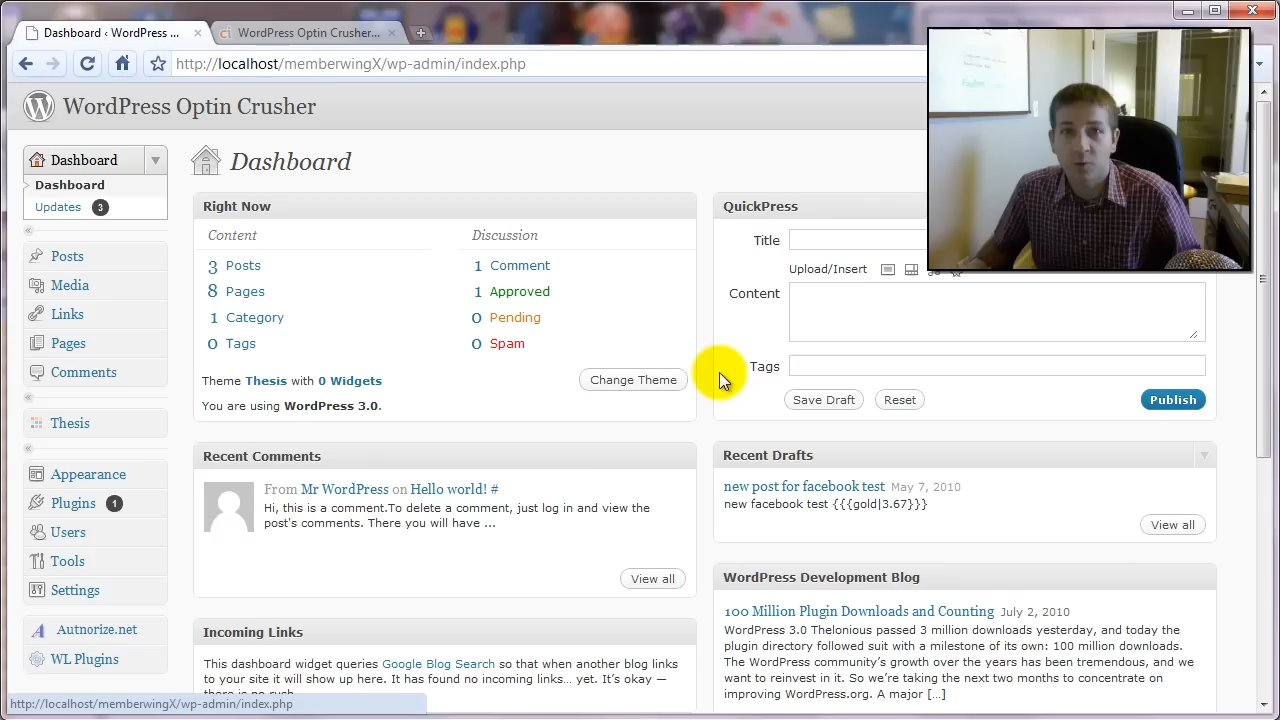 Dashboard ‹ WordPress ...
WordPress Optin Crusher...
http://localhost/memberwingX/wp-admin/index.php
WordPress Optin Crusher
Dashboard
Dashboard
Updates 3
Posts
Media
Links
Pages
Comments
Thesis
Appearance
Plugins 1
Users
Tools
Settings
Autnorize.net
WL Plugins
Dashboard
Right Now
Content
Discussion
3 Posts
1 Comment
8 Pages
1 Approved
1 Category
0 Pending
0 Tags
0 Spam
Theme Thesis with 0 Widgets
Change Theme
You are using WordPress 3.0.
Recent Comments
From Mr WordPress on Hello world! #
Hi, this is a comment.To delete a comment, just log in and view the
post's comments. There you will have ...
View all
Incoming Links
This dashboard widget queries Google Blog Search so that when another blog links
to your site it will show up here. It has found no incoming links… yet. It's okay —
there is no rush.
QuickPress
Title
Upload/Insert
Content
Tags
Save Draft
Reset
Publish
Recent Drafts
new post for facebook test May 7, 2010
new facebook test {{{gold|3.67}}}
View all
WordPress Development Blog
100 Million Plugin Downloads and Counting July 2, 2010
WordPress 3.0 Thelonious passed 3 million downloads yesterday, and today the
plugin directory followed suit with a milestone of its own: 100 million downloads.
The WordPress community's growth over the years has been tremendous, and we
want to reinvest in it. So we're taking the next two months to concentrate on
improving WordPress.org. A major […]
http://localhost/memberwingX/wp-admin/index.php